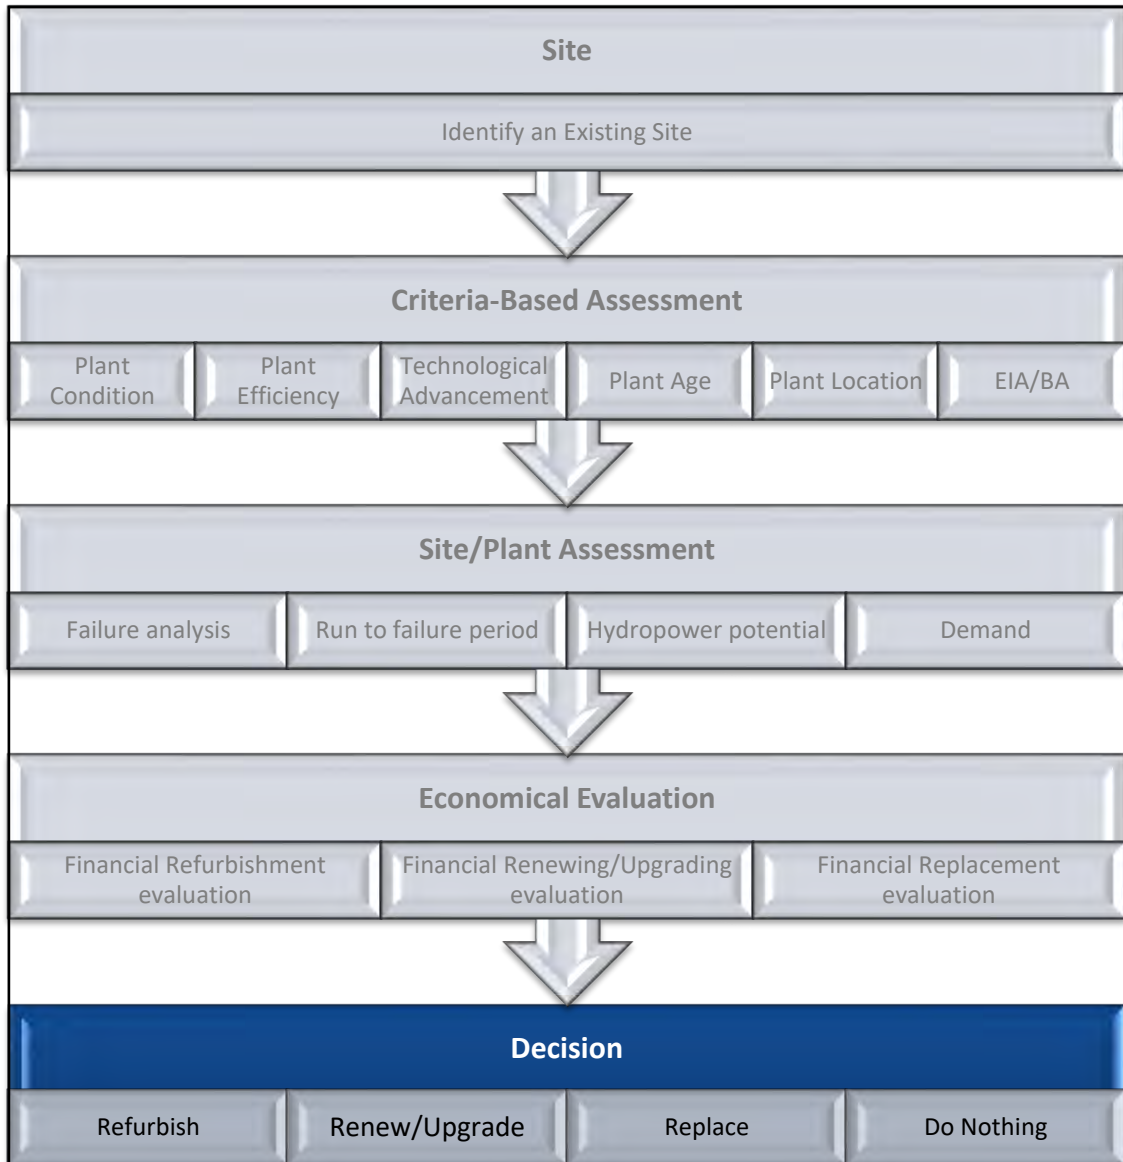 Site
Identify an Existing Site
Criteria-Based Assessment
Plant
Condition
Plant
Efficiency
Technological
Advancement
Plant Age
Plant Location
EIA/BA
Site/Plant Assessment
Failure analysis
Run to failure period
Hydropower potential
Demand
Economical Evaluation
Financial Refurbishment
evaluation
Financial Renewing/Upgrading
evaluation
Financial Replacement
evaluation
Decision
Refurbish
Renew/Upgrade
Replace
Do Nothing